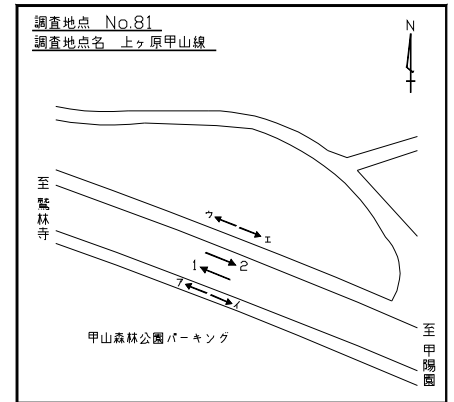 調査地点 No.81
調査地点名 上ヶ原甲山線
N
至鷲林寺
ウ
エ
1
2
ア
イ
甲山森林公園パーキング
至甲陽園